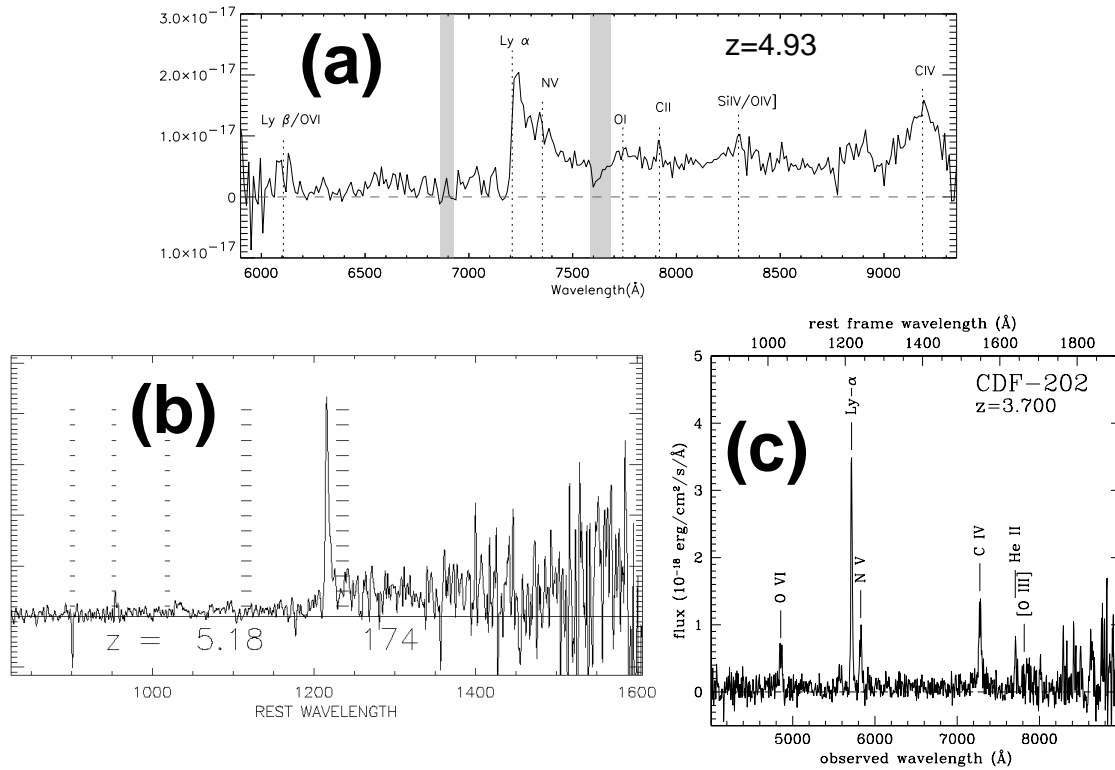 3.0×10⁻¹⁷
2.0×10⁻¹⁷
1.0×10⁻¹⁷
0
1.0×10⁻¹⁷
(a)
z=4.93
Ly β/OVI
Ly α
NV
OI
CII
SiIV/OIV]
CIV
6000 6500 7000 7500 8000 8500 9000
Wavelength(Å)
(b)
z = 5.18 174
1000 1200 1400 1600
REST WAVELENGTH
rest frame wavelength (Å)
1000 1200 1400 1600 1800
CDF-202
z=3.700
(c)
flux (10⁻¹⁸ erg/cm²/s/Å)
5
4
3
2
1
0
O VI
Ly-α
N V
C IV
He II
[O III]
5000 6000 7000 8000
observed wavelength (Å)